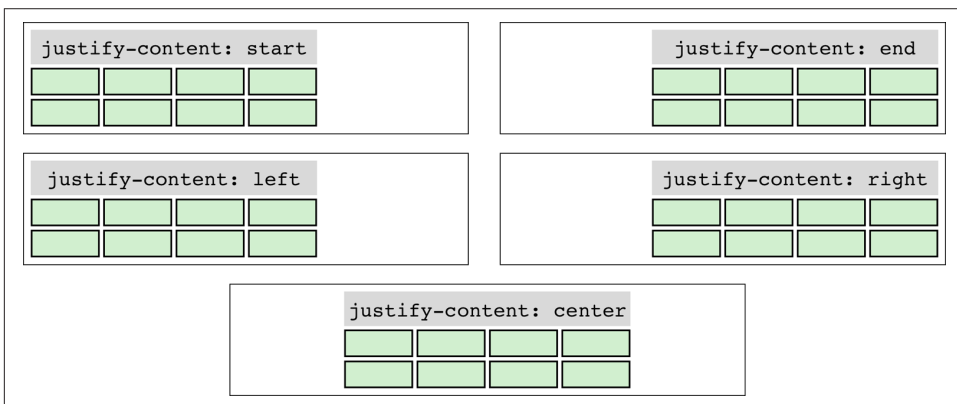 justify-content: start
justify-content: end
justify-content: left
justify-content: right
justify-content: center